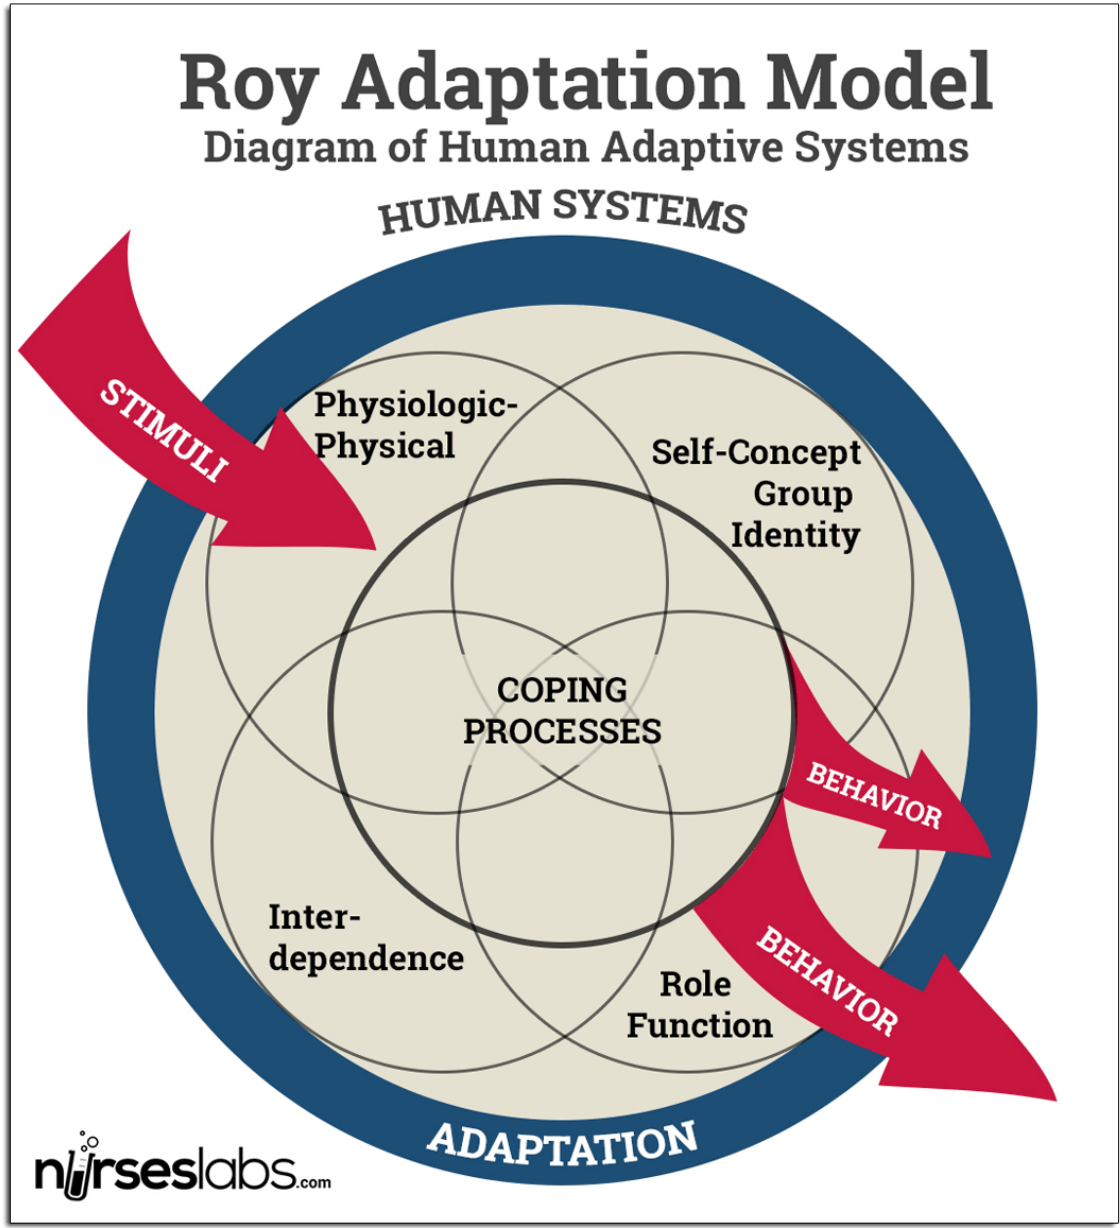 Roy Adaptation Model
Diagram of Human Adaptive Systems
HUMAN SYSTEMS
STIMULI
Physiologic-
Physical
Self-Concept
Group
Identity
COPING
PROCESSES
BEHAVIOR
BEHAVIOR
Inter-
dependence
Role
Function
ADAPTATION
nurseslabs.com